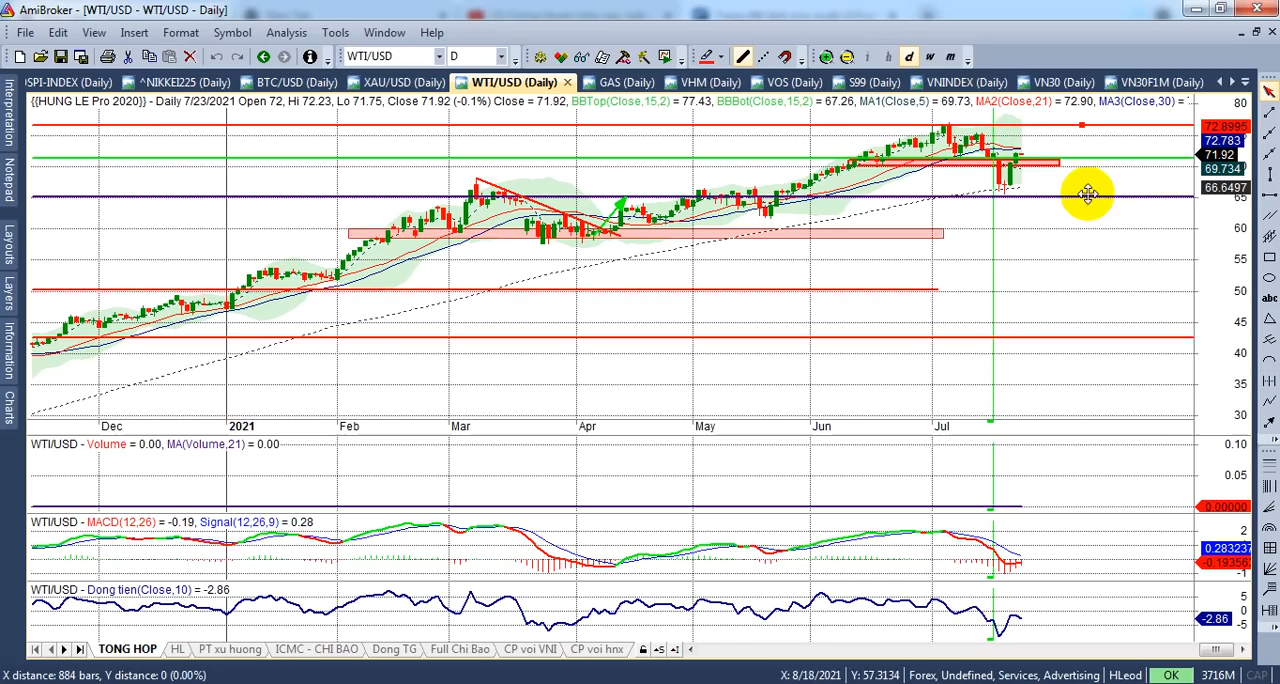 AmiBroker - [WTI/USD - Daily]
File Edit View Insert Format Symbol Analysis Tools Window Help
WTI/USD D i h i d w m
SPI-INDEX (Daily) ^NIKKEI225 (Daily) BTC/USD (Daily) XAU/USD (Daily) WTI/USD (Daily) GAS (Daily) VHM (Daily) VOS (Daily) S99 (Daily) VNINDEX (Daily) VN30 (Daily) VN30F1M (Daily)
{{HUNG LE Pro 2020}} - Daily 7/23/2021 Open 72, Hi 72.23, Lo 71.75, Close 71.92 (-0.1%) Close = 71.92, BBTop(Close,15,2) = 77.43, BBBot(Close,15,2) = 67.26, MA1(Close,5) = 69.73, MA2(Close,21) = 72.90, MA3(Close,30) =
Interpretation
Notepad
Layouts
Layers
Information
Charts
80
72.8995
72.783
71.92
69.734
66.6497
65
60
55
50
45
40
35
30
Dec 2021 Feb Mar Apr May Jun Jul
WTI/USD - Volume = 0.00, MA(Volume,21) = 0.00
0.10
0.05
0.00000
WTI/USD - MACD(12,26) = -0.19, Signal(12,26,9) = 0.28
2
0.283237
-0.19356
-1
WTI/USD - Dong tien(Close,10) = -2.86
5
0
-2.86
-5
abc
TONG HOP HL PT xu huong ICMC - CHI BAO Dong TG Full Chi Bao CP voi VNI CP voi hnx
X distance: 884 bars, Y distance: 0 (0.00%) X: 8/18/2021 Y: 57.3134 Forex, Undefined, Services, Advertising HLeod OK 3716M CAP